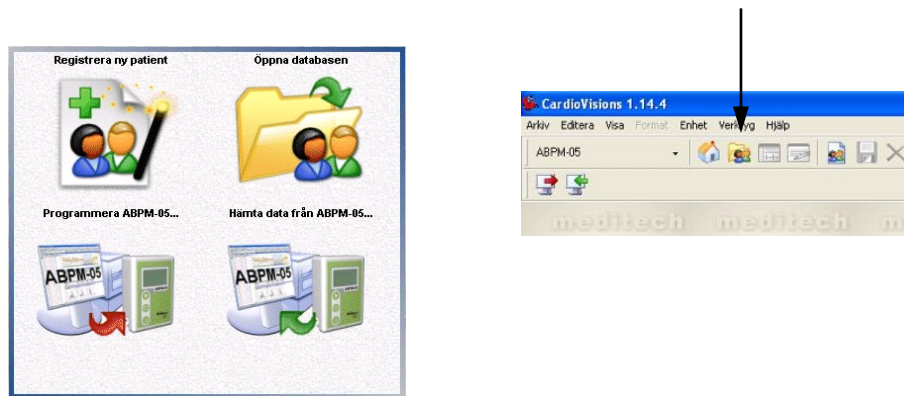 Registrera ny patient
Öppna databasen
Programmera ABPM-05...
Hämta data från ABPM-05...
ABPM-05
ABPM-05
CardioVisions 1.14.4
Arkiv Editera Visa Format Enhet Verktyg Hjälp
ABPM-05
meditech meditech m